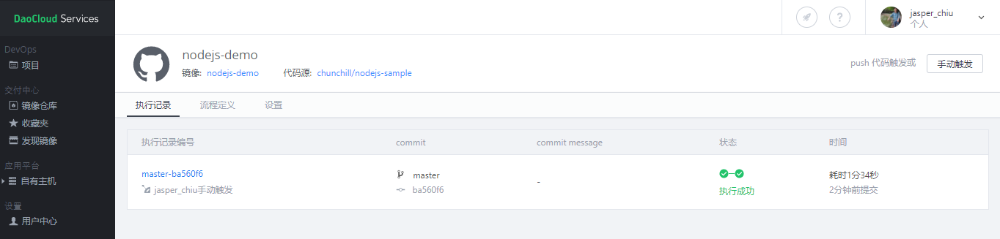 DaoCloud Services
jasper_chiu
个人
DevOps
项目
交付中心
镜像仓库
收藏夹
发现镜像
应用平台
自有主机
设置
用户中心
nodejs-demo
镜像: nodejs-demo 代码源: chunchill/nodejs-sample
push 代码触发或 手动触发
执行记录 流程定义 设置
执行记录编号 commit commit message 状态 时间
master-ba560f6 master - 耗时1分34秒
jasper_chiu手动触发 ba560f6 执行成功 2分钟前提交